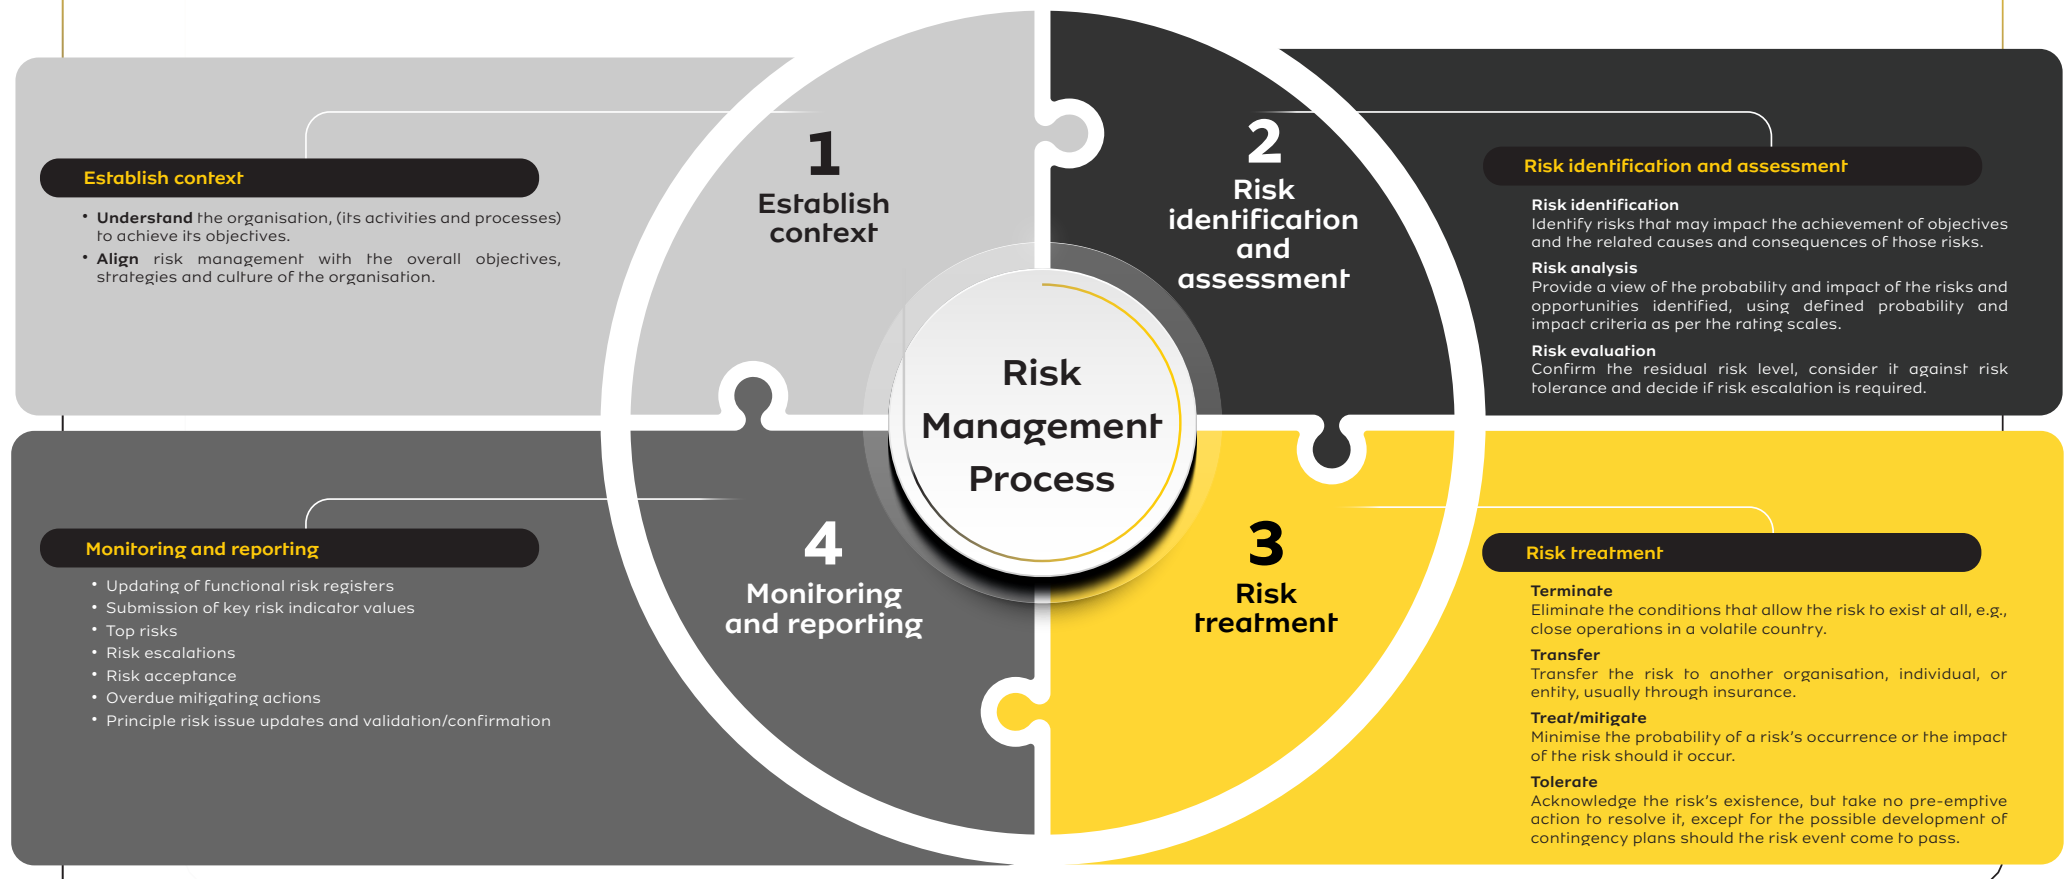 1
Establish
context
Establish context
• Understand the organisation, (its activities and processes)
to achieve its objectives.
• Align risk management with the overall objectives,
strategies and culture of the organisation.
2
Risk
identification
and
assessment
Risk identification and assessment
Risk identification
Identify risks that may impact the achievement of objectives
and the related causes and consequences of those risks.
Risk analysis
Provide a view of the probability and impact of the risks and
opportunities identified, using defined probability and
impact criteria as per the rating scales.
Risk evaluation
Confirm the residual risk level, consider it against risk
tolerance and decide if risk escalation is required.
Risk
Management
Process
3
Risk
treatment
Risk treatment
Terminate
Eliminate the conditions that allow the risk to exist at all, e.g.,
close operations in a volatile country.
Transfer
Transfer the risk to another organisation, individual, or
entity, usually through insurance.
Treat/mitigate
Minimise the probability of a risk's occurrence or the impact
of the risk should it occur.
Tolerate
Acknowledge the risk's existence, but take no pre-emptive
action to resolve it, except for the possible development of
contingency plans should the risk event come to pass.
4
Monitoring
and reporting
Monitoring and reporting
• Updating of functional risk registers
• Submission of key risk indicator values
• Top risks
• Risk escalations
• Risk acceptance
• Overdue mitigating actions
• Principle risk issue updates and validation/confirmation